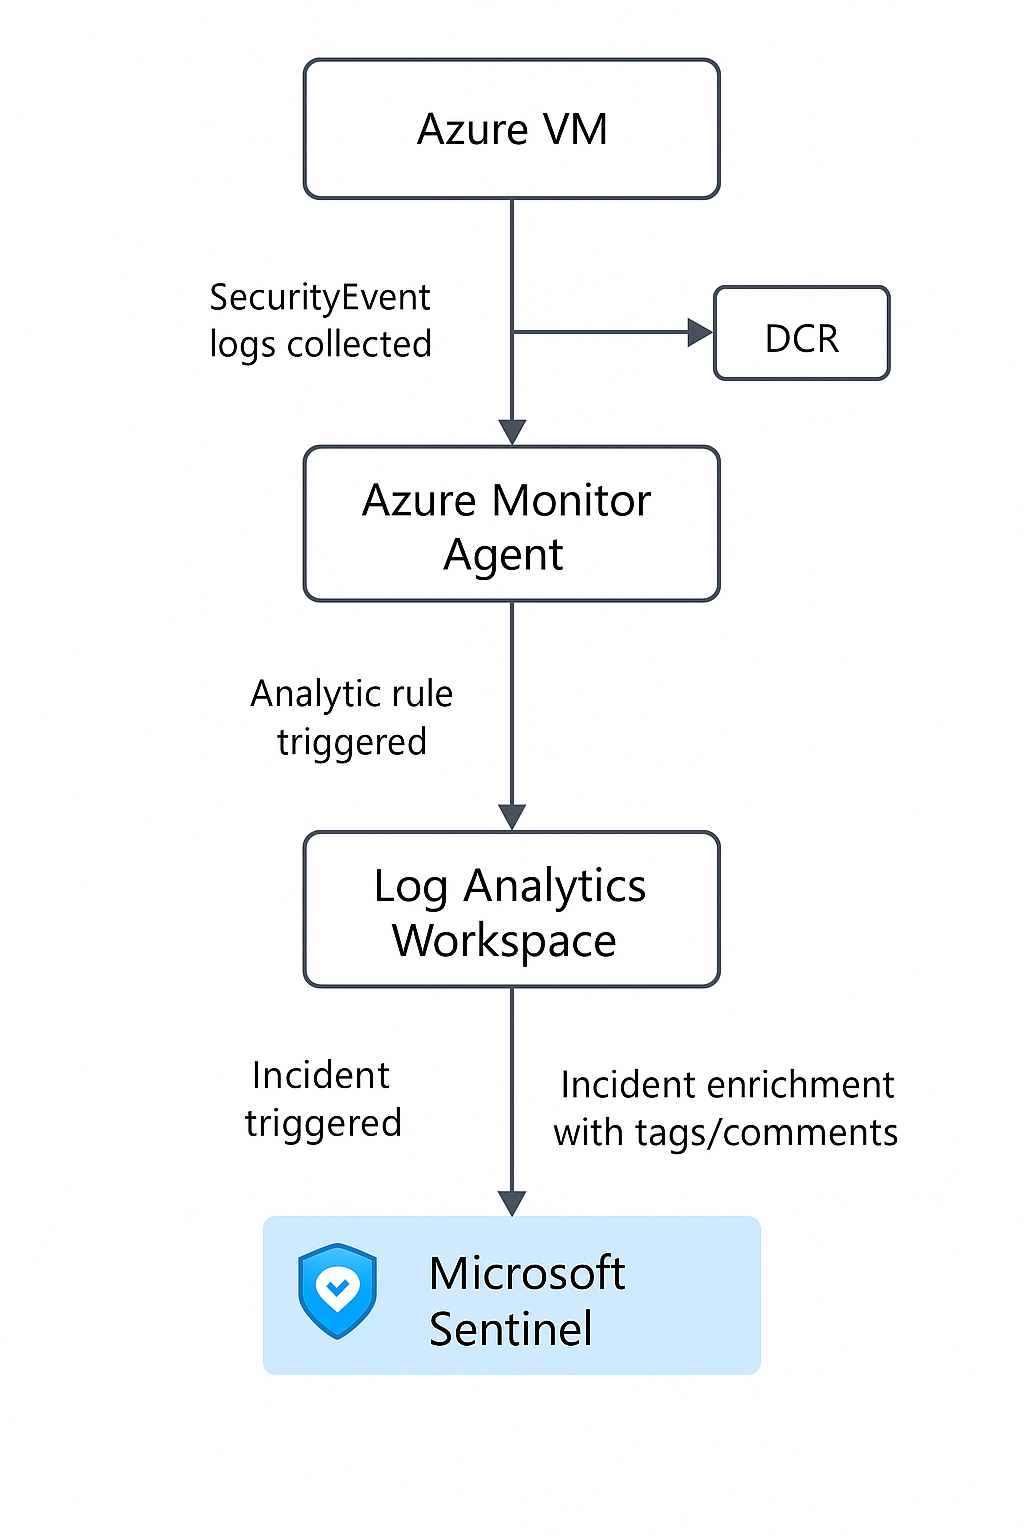 Azure VM
SecurityEvent
logs collected
DCR
Azure Monitor
Agent
Analytic rule
triggered
Log Analytics
Workspace
Incident
triggered
Incident enrichment
with tags/comments
Microsoft
Sentinel